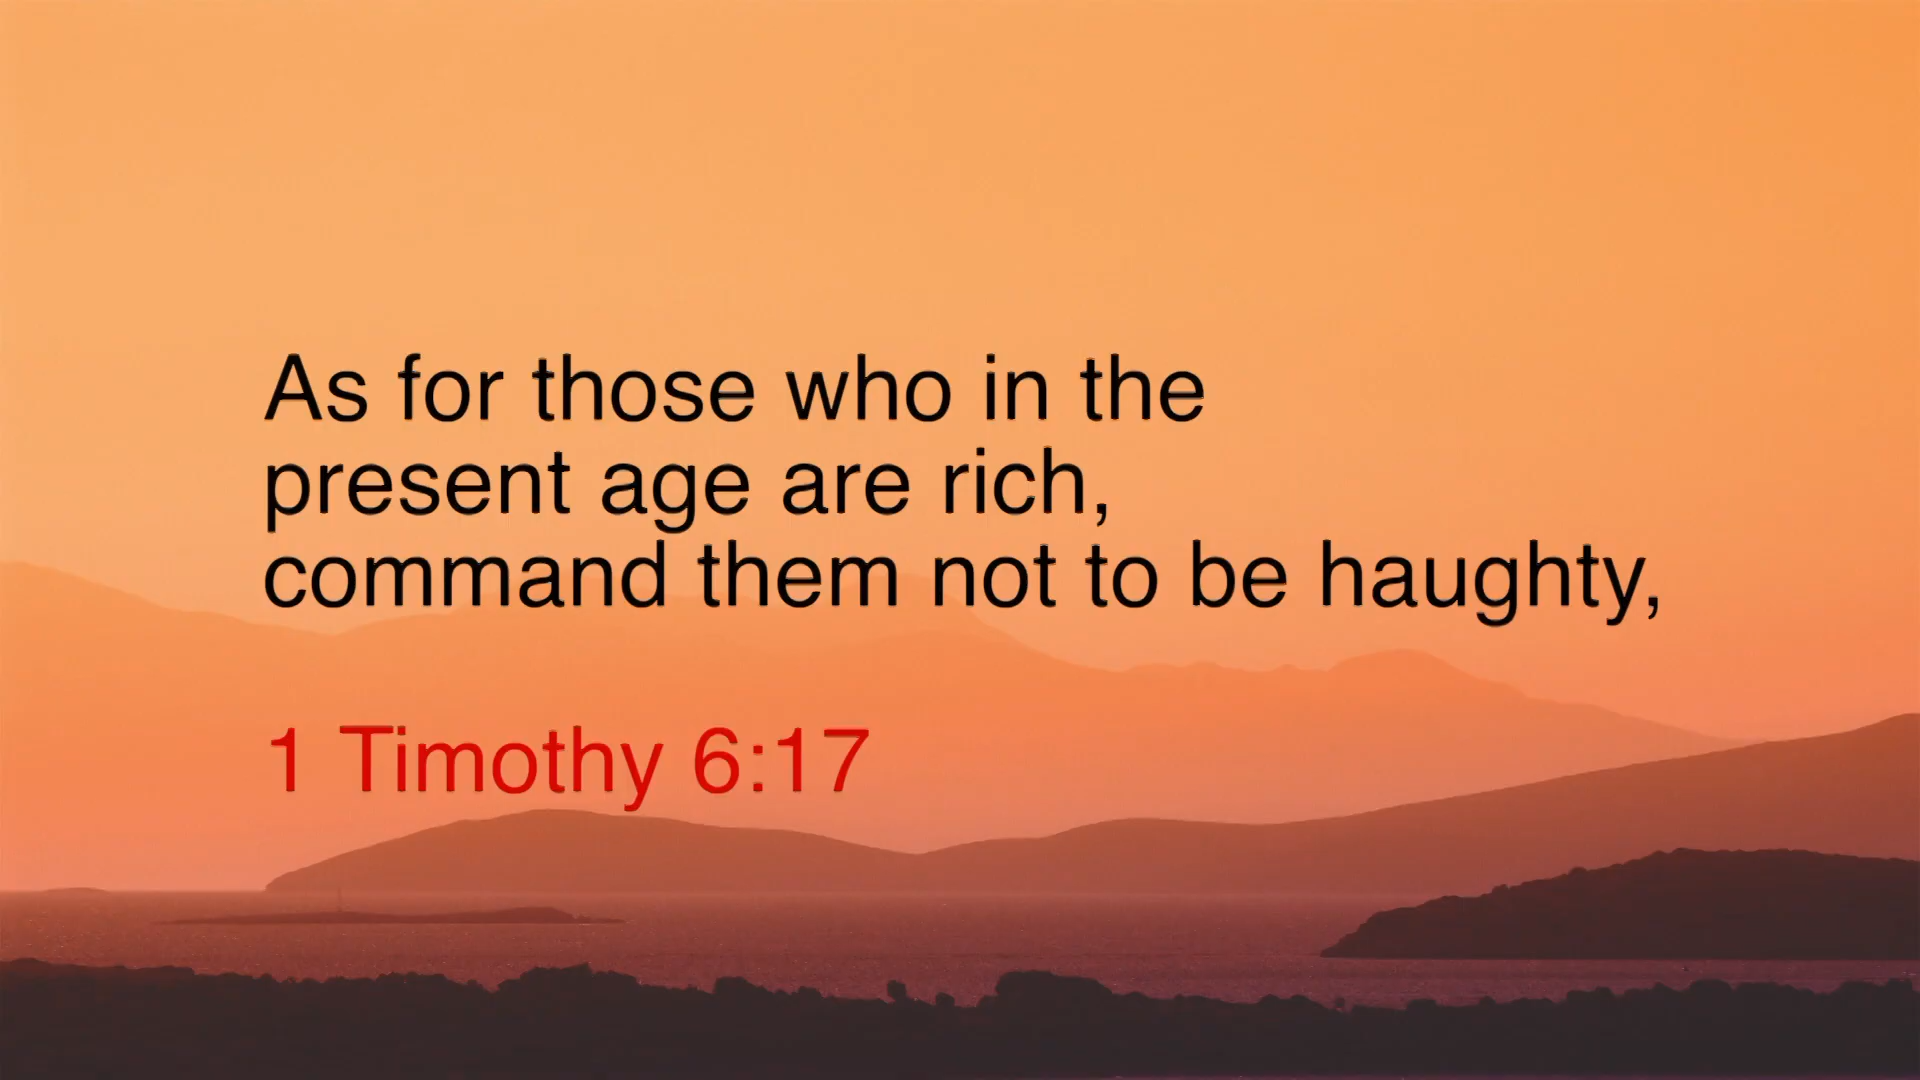 As for those who in the
present age are rich,
command them not to be haughty,
1 Timothy 6:17